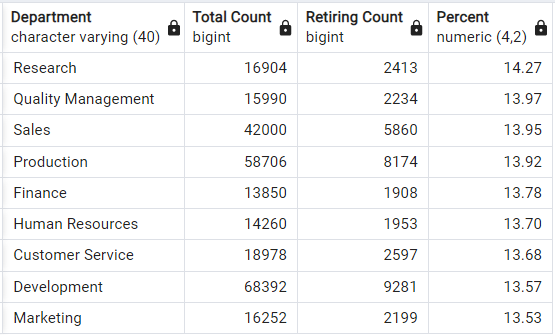 Department Total Count Retiring Count Percent
character varying (40) bigint bigint numeric (4,2)
Research 16904 2413 14.27
Quality Management 15990 2234 13.97
Sales 42000 5860 13.95
Production 58706 8174 13.92
Finance 13850 1908 13.78
Human Resources 14260 1953 13.70
Customer Service 18978 2597 13.68
Development 68392 9281 13.57
Marketing 16252 2199 13.53